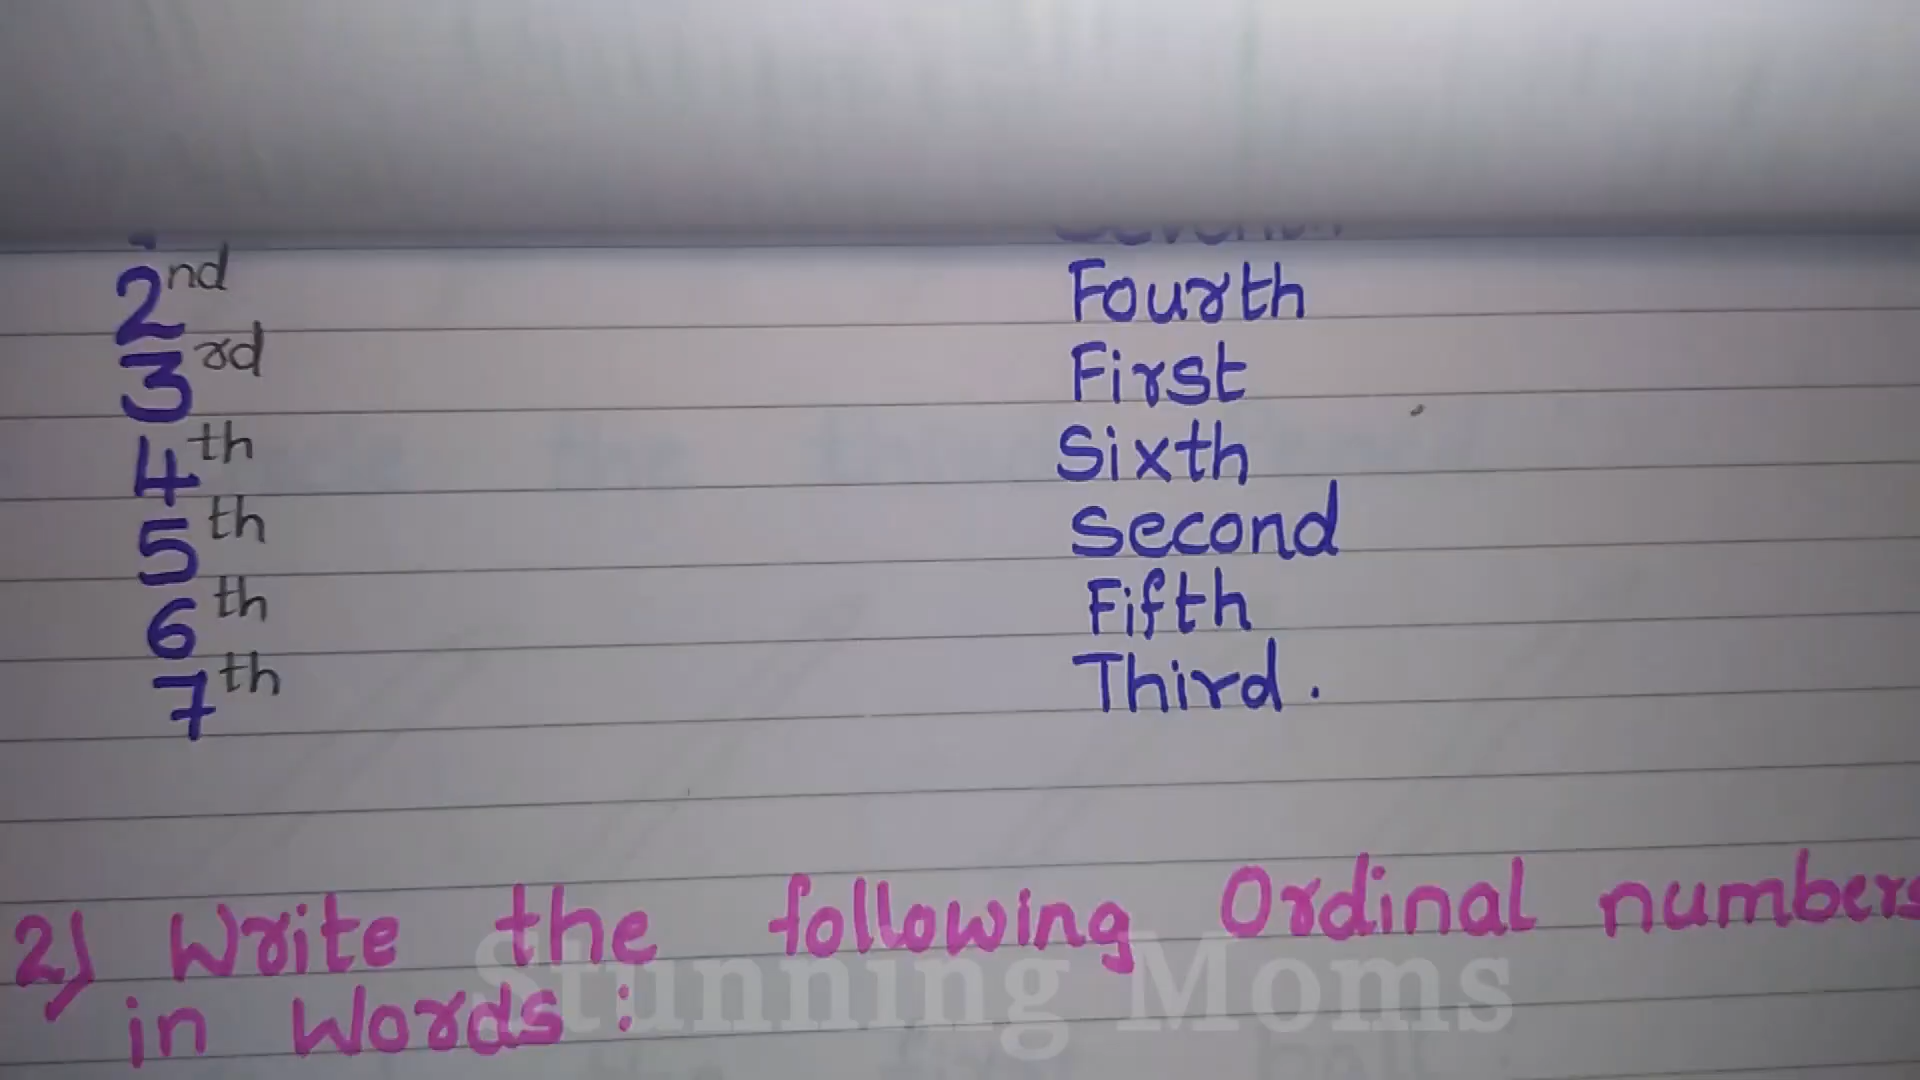 2nd Fourth
3rd First
4th Sixth
5th Second
6th Fifth
7th Third.
2) Write the following Ordinal numbers
in Words:
Stunning Moms